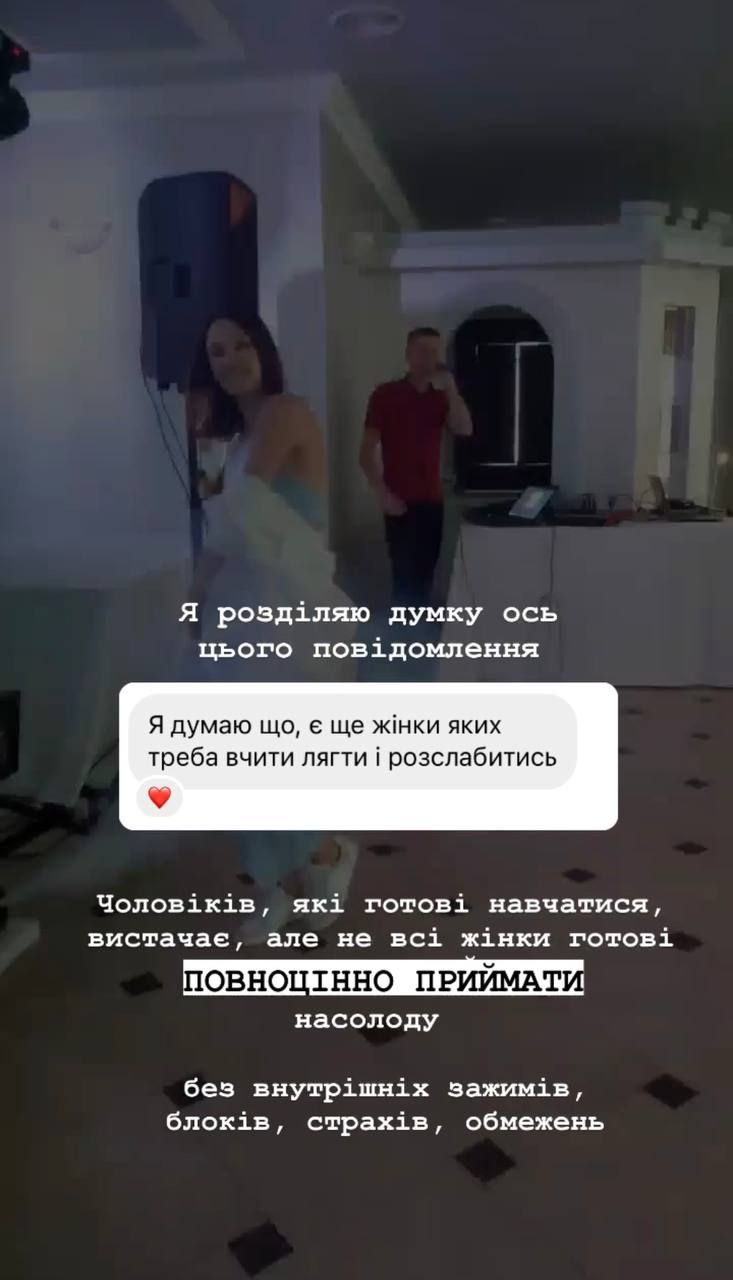 Я розділяю думку ось
цього повідомлення
Я думаю що, є ще жінки яких
треба вчити лягти і розслабитись
Чоловіків, які готові навчатися,
вистачає, але не всі жінки готові
ПОВНОЦІННО ПРИЙМАТИ
насолоду
без внутрішніх зажимів,
блоків, страхів, обмежень